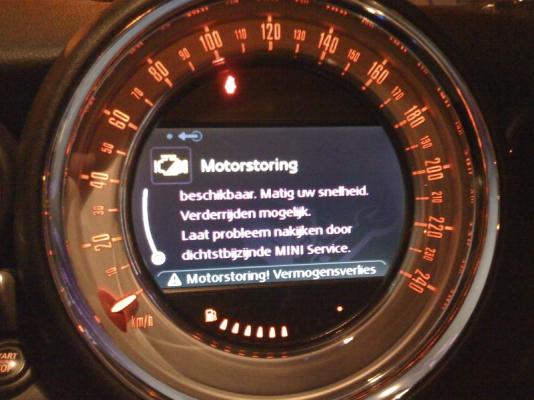 20
40
60
80
100
120
140
160
180
200
220
240
km/h
Motorstoring
beschikbaar. Matig uw snelheid.
Verderrijden mogelijk.
Laat probleem nakijken door
dichtstbijzijnde MINI Service.
Motorstoring! Vermogensverlies